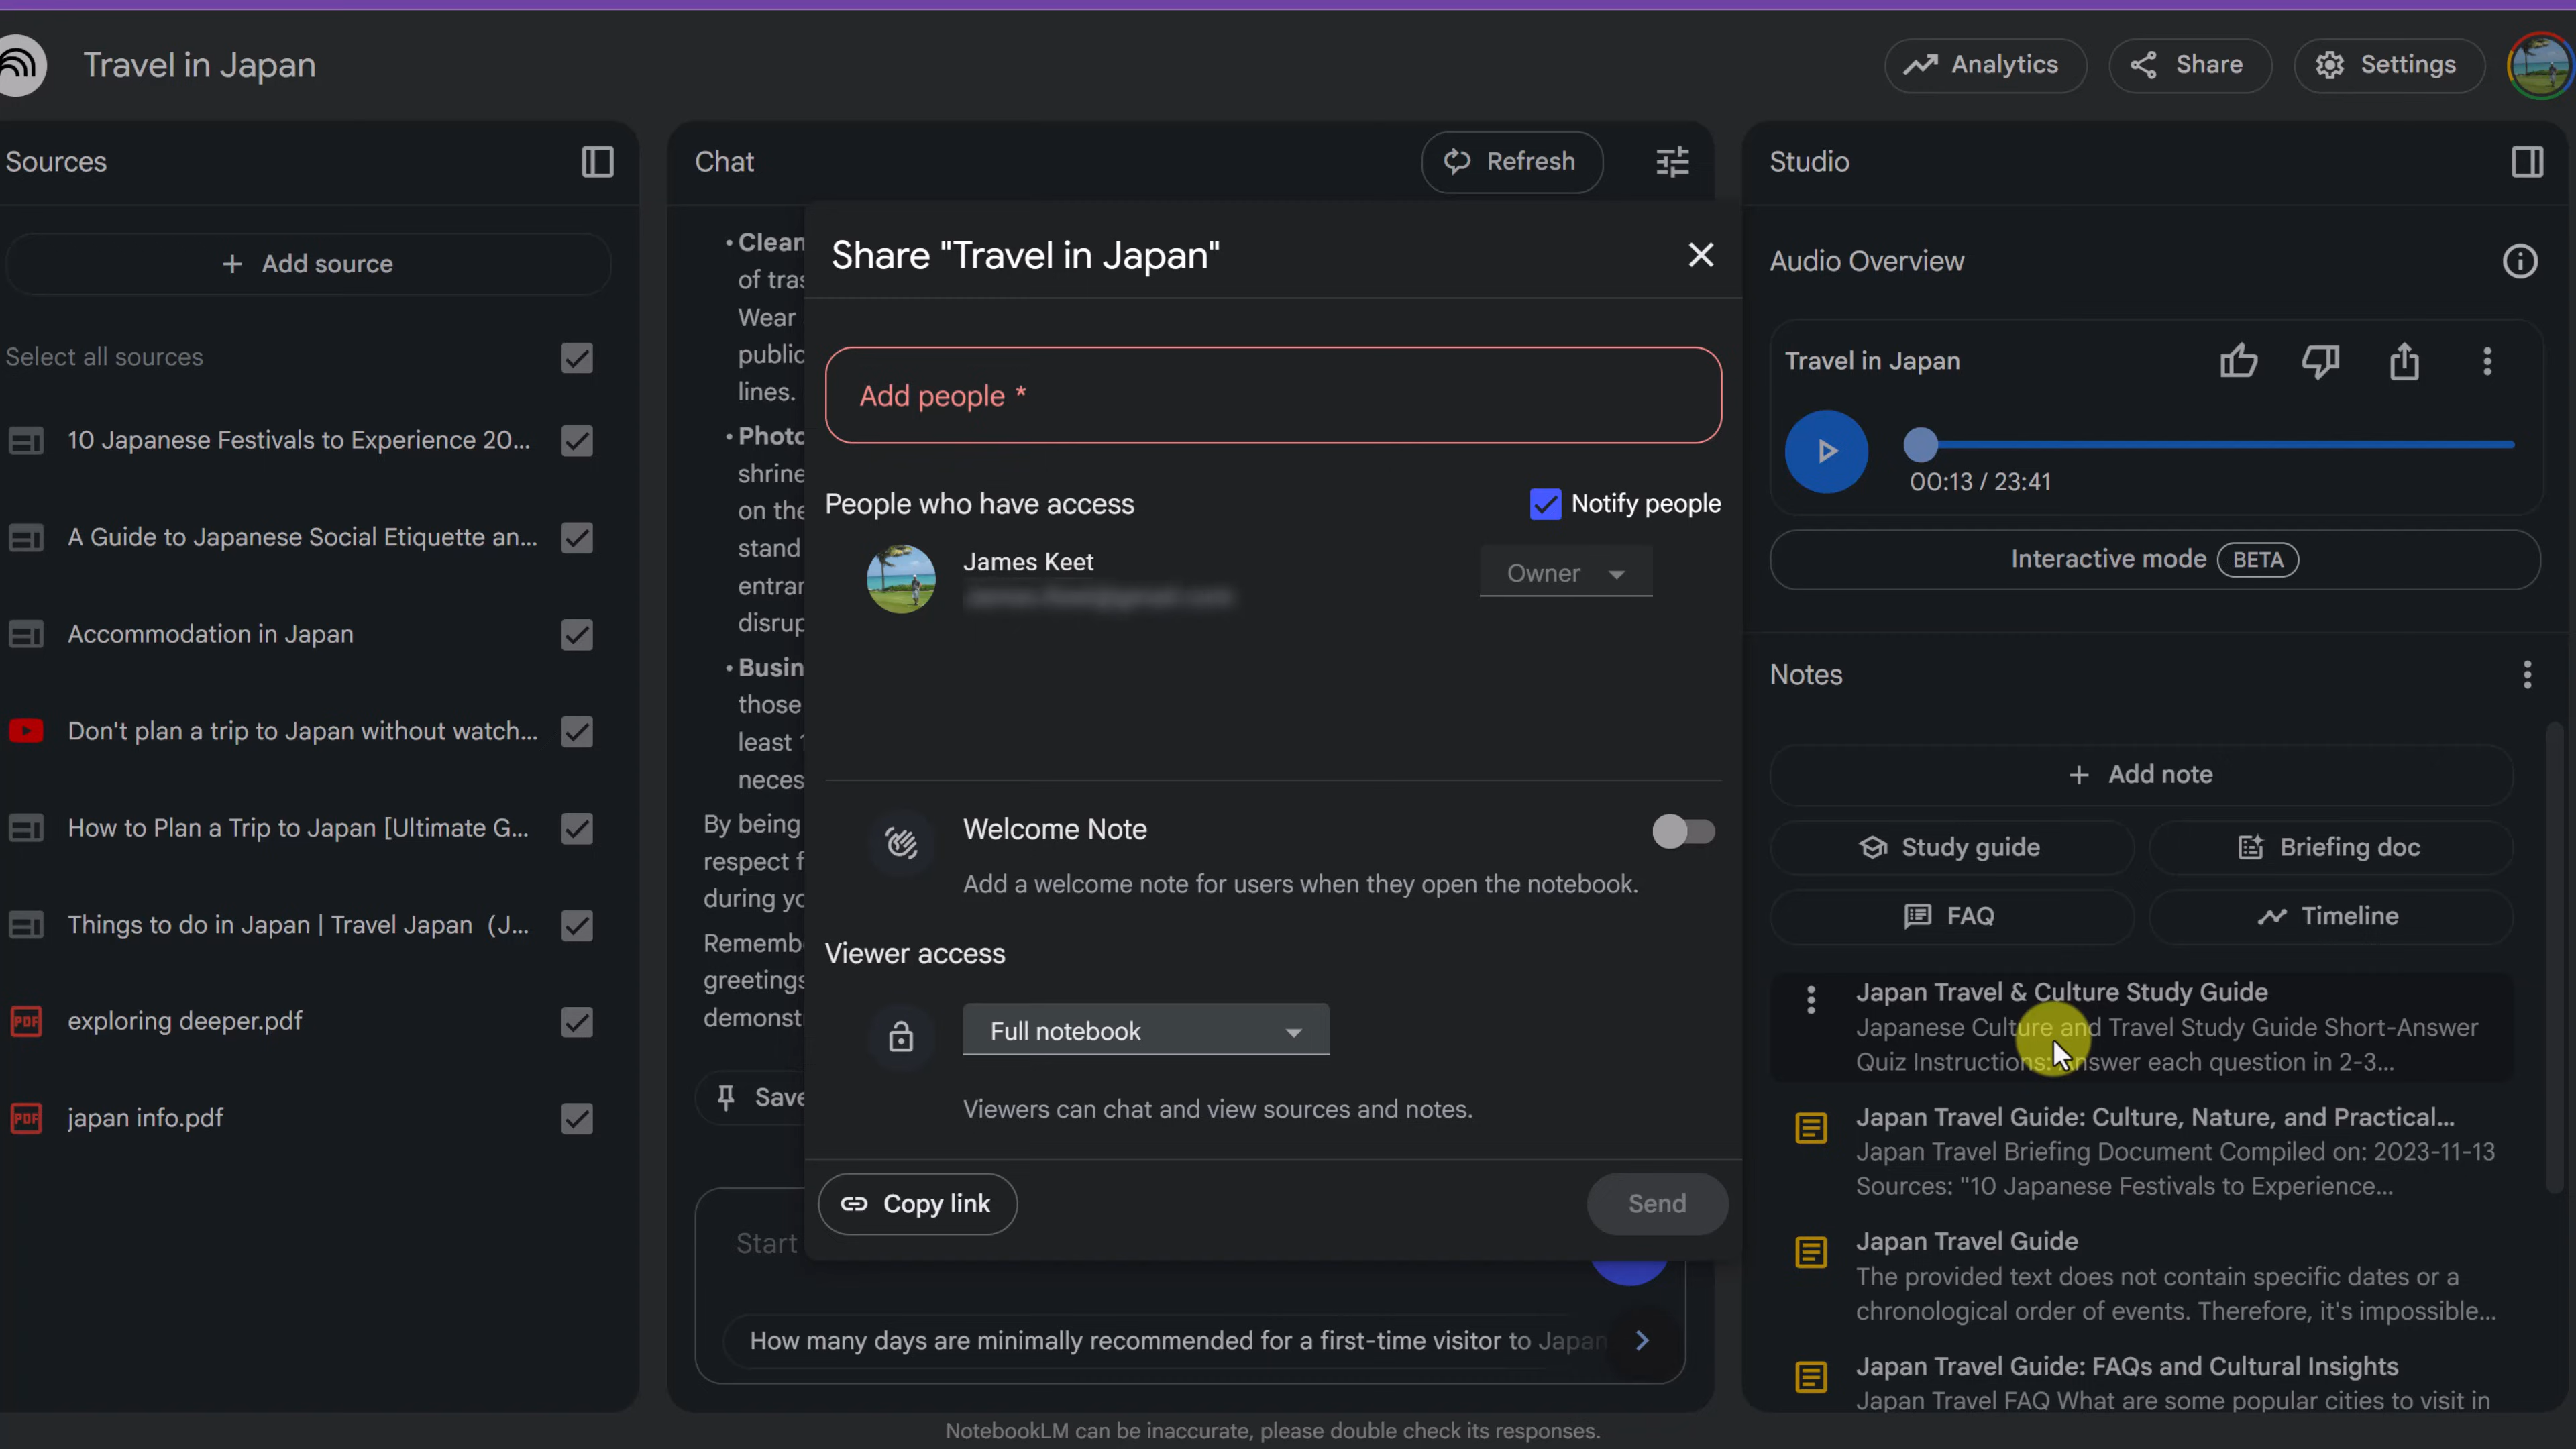 Travel in Japan
Analytics
Share
Settings
Sources
+ Add source
Select all sources
10 Japanese Festivals to Experience 20...
A Guide to Japanese Social Etiquette an...
Accommodation in Japan
Don't plan a trip to Japan without watch...
How to Plan a Trip to Japan [Ultimate G...
Things to do in Japan | Travel Japan (J...
PDF exploring deeper.pdf
PDF japan info.pdf
Chat
Refresh
• Clean
of tras
Wear
public
lines.
• Photo
shrine
on the
stand
entran
disrup
• Busin
those
least 1
neces
By being
respect f
during yo
Rememb
greetings
demonst
Save
Start
How many days are minimally recommended for a first-time visitor to Japan
Share "Travel in Japan"
Add people *
People who have access
Notify people
James Keet
Owner
Welcome Note
Add a welcome note for users when they open the notebook.
Viewer access
Full notebook
Viewers can chat and view sources and notes.
Copy link
Send
Studio
Audio Overview
Travel in Japan
00:13 / 23:41
Interactive mode BETA
Notes
+ Add note
Study guide
Briefing doc
FAQ
Timeline
Japan Travel & Culture Study Guide
Japanese Culture and Travel Study Guide Short-Answer
Quiz Instructions: Answer each question in 2-3...
Japan Travel Guide: Culture, Nature, and Practical...
Japan Travel Briefing Document Compiled on: 2023-11-13
Sources: "10 Japanese Festivals to Experience...
Japan Travel Guide
The provided text does not contain specific dates or a
chronological order of events. Therefore, it's impossible...
Japan Travel Guide: FAQs and Cultural Insights
Japan Travel FAQ What are some popular cities to visit in
NotebookLM can be inaccurate, please double check its responses.